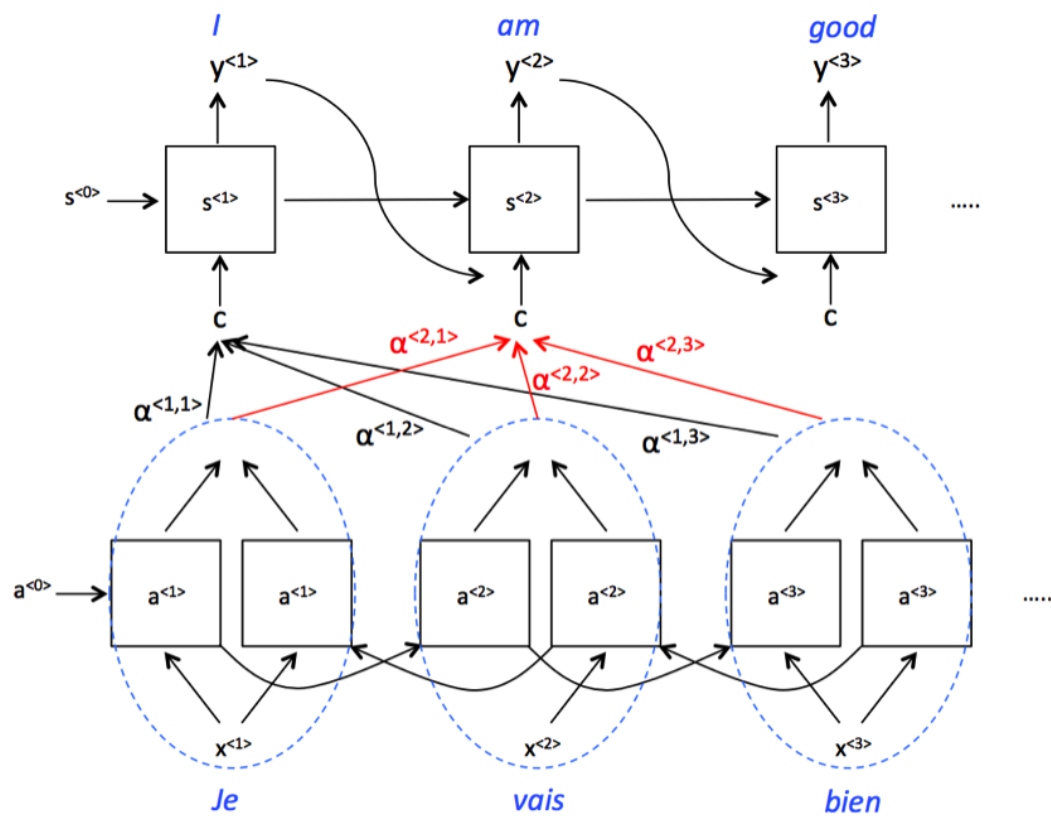 I am good
y<1> y<2> y<3>
s<0> s<1> s<2> s<3> .....
c c c
α<2,1> α<2,2> α<2,3>
α<1,1> α<1,2> α<1,3>
a<0> a<1> a<1> a<2> a<2> a<3> a<3> .....
x<1> x<2> x<3>
Je vais bien